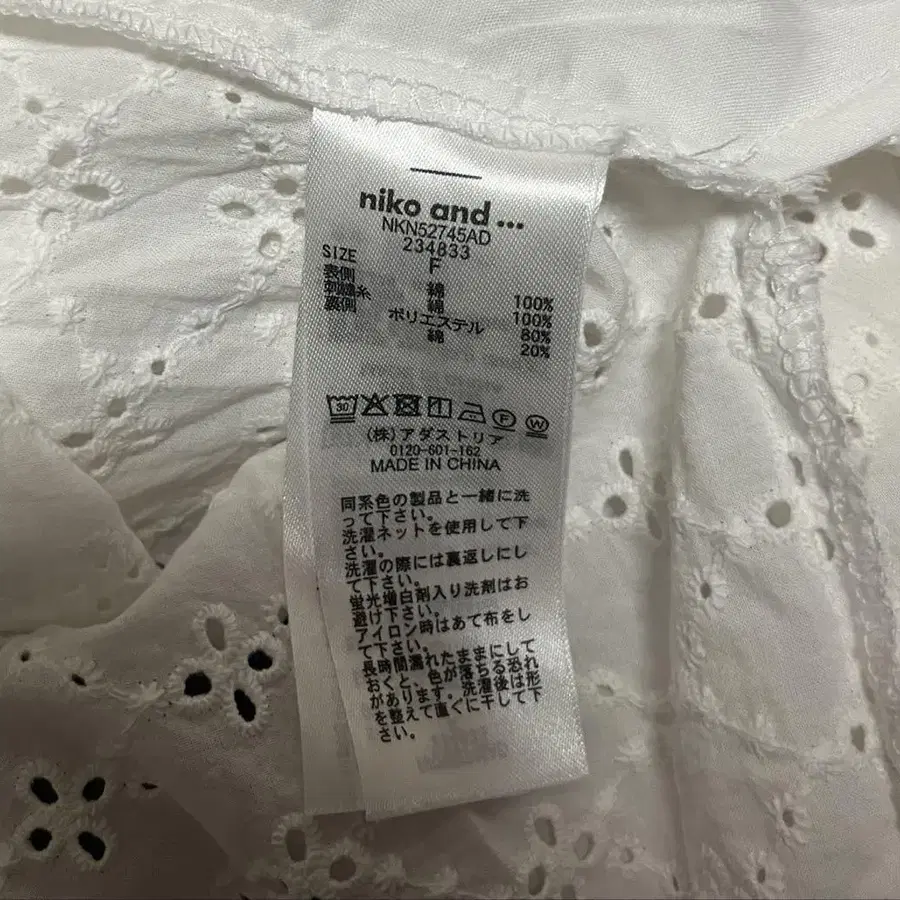 niko and ...
NKN52745AD
234833
SIZE F
表側 綿 100%
刺繍糸 綿 100%
裏側 ポリエステル 80%
綿 20%
30
F
W
(株)アダストリア
0120-601-162
MADE IN CHINA
同系色の製品と一緒に洗
って下さい。
洗濯ネットを使用して下
さい。
洗濯の際には裏返しにし
て下さい。
蛍光増白剤入り洗剤はお
避け下さい。
アイロン時はあて布をし
て下さい。
長時間濡れたままにして
おくと、色が落ちる恐れ
があります。洗濯後は形
を整えて直ぐに干して下
さい。